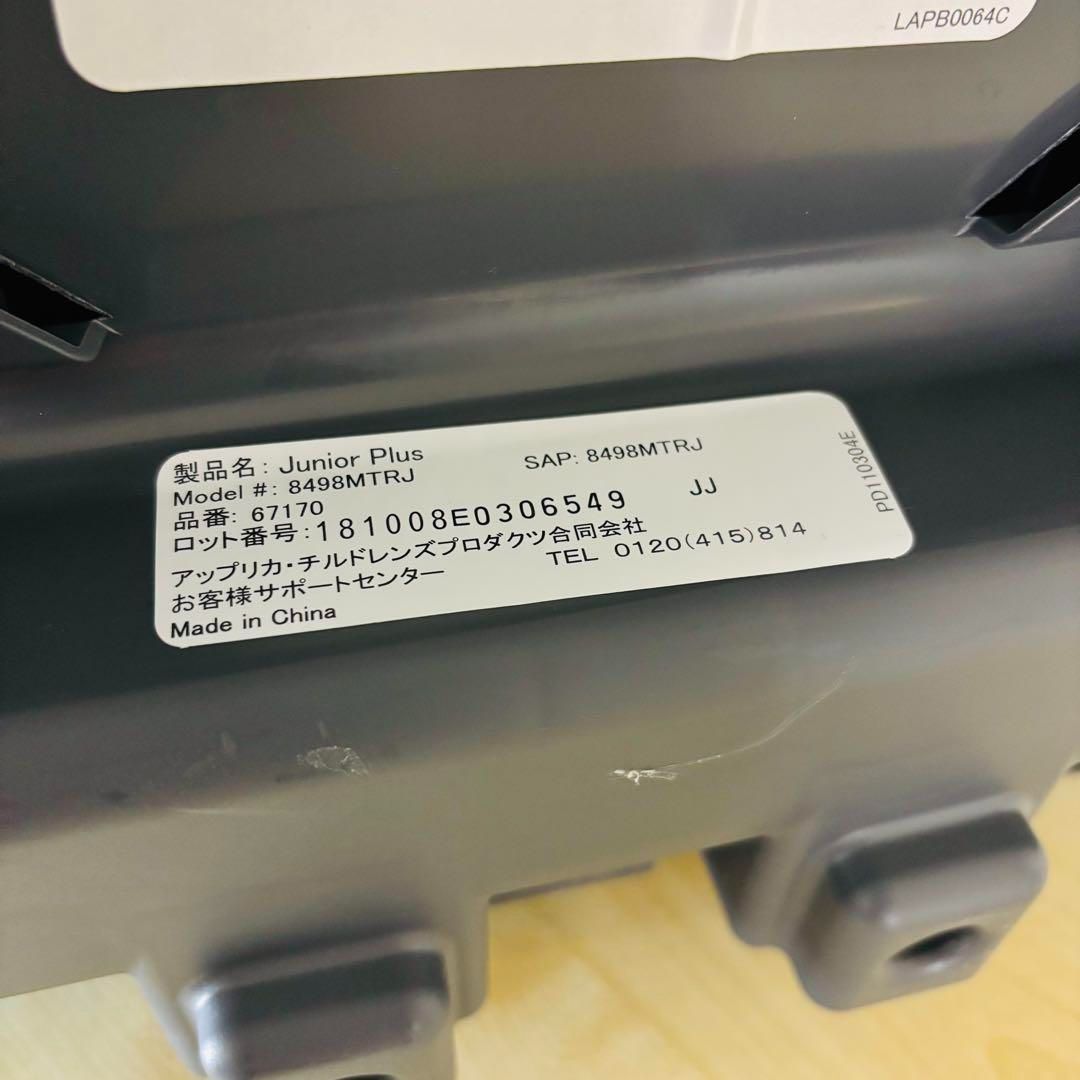 LAPB0064C
製品名: Junior Plus
SAP: 8498MTRJ
Model #: 8498MTRJ
品番: 67170
ロット番号:181008E0306549 JJ
アップリカ・チルドレンズプロダクツ合同会社
お客様サポートセンター TEL 0120(415)814
Made in China
PD110304E